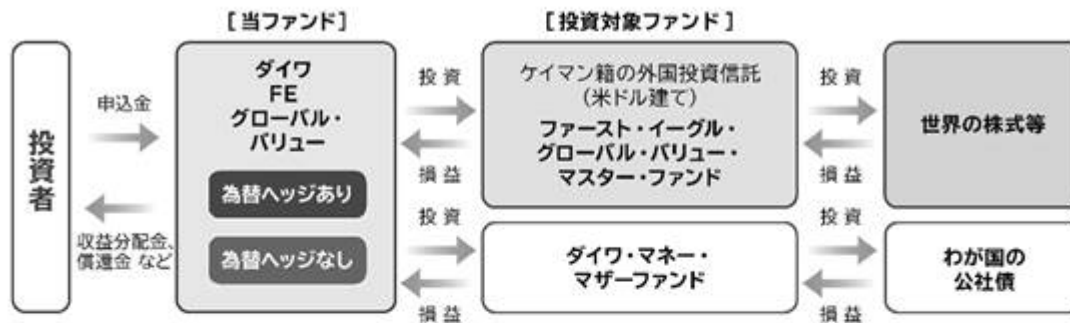 [当ファンド]
[投資対象ファンド]
投資者
申込金
収益分配金、
償還金 など
ダイワ
FE
グローバル・
バリュー
為替ヘッジあり
為替ヘッジなし
投資
損益
投資
損益
ケイマン籍の外国投資信託
（米ドル建て）
ファースト・イーグル・
グローバル・バリュー・
マスター・ファンド
ダイワ・マネー・
マザーファンド
投資
損益
投資
損益
世界の株式等
わが国の
公社債